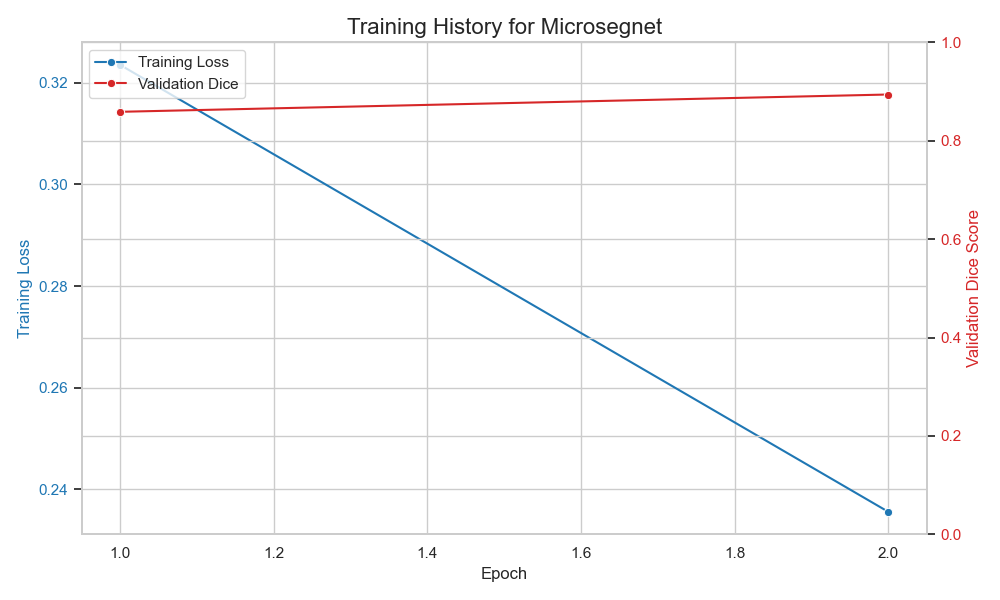 Training History for Microsegnet
Training Loss
Validation Dice
0.32
0.30
0.28
0.26
0.24
Training Loss
1.0
0.8
0.6
0.4
0.2
0.0
Validation Dice Score
1.0 1.2 1.4 1.6 1.8 2.0
Epoch